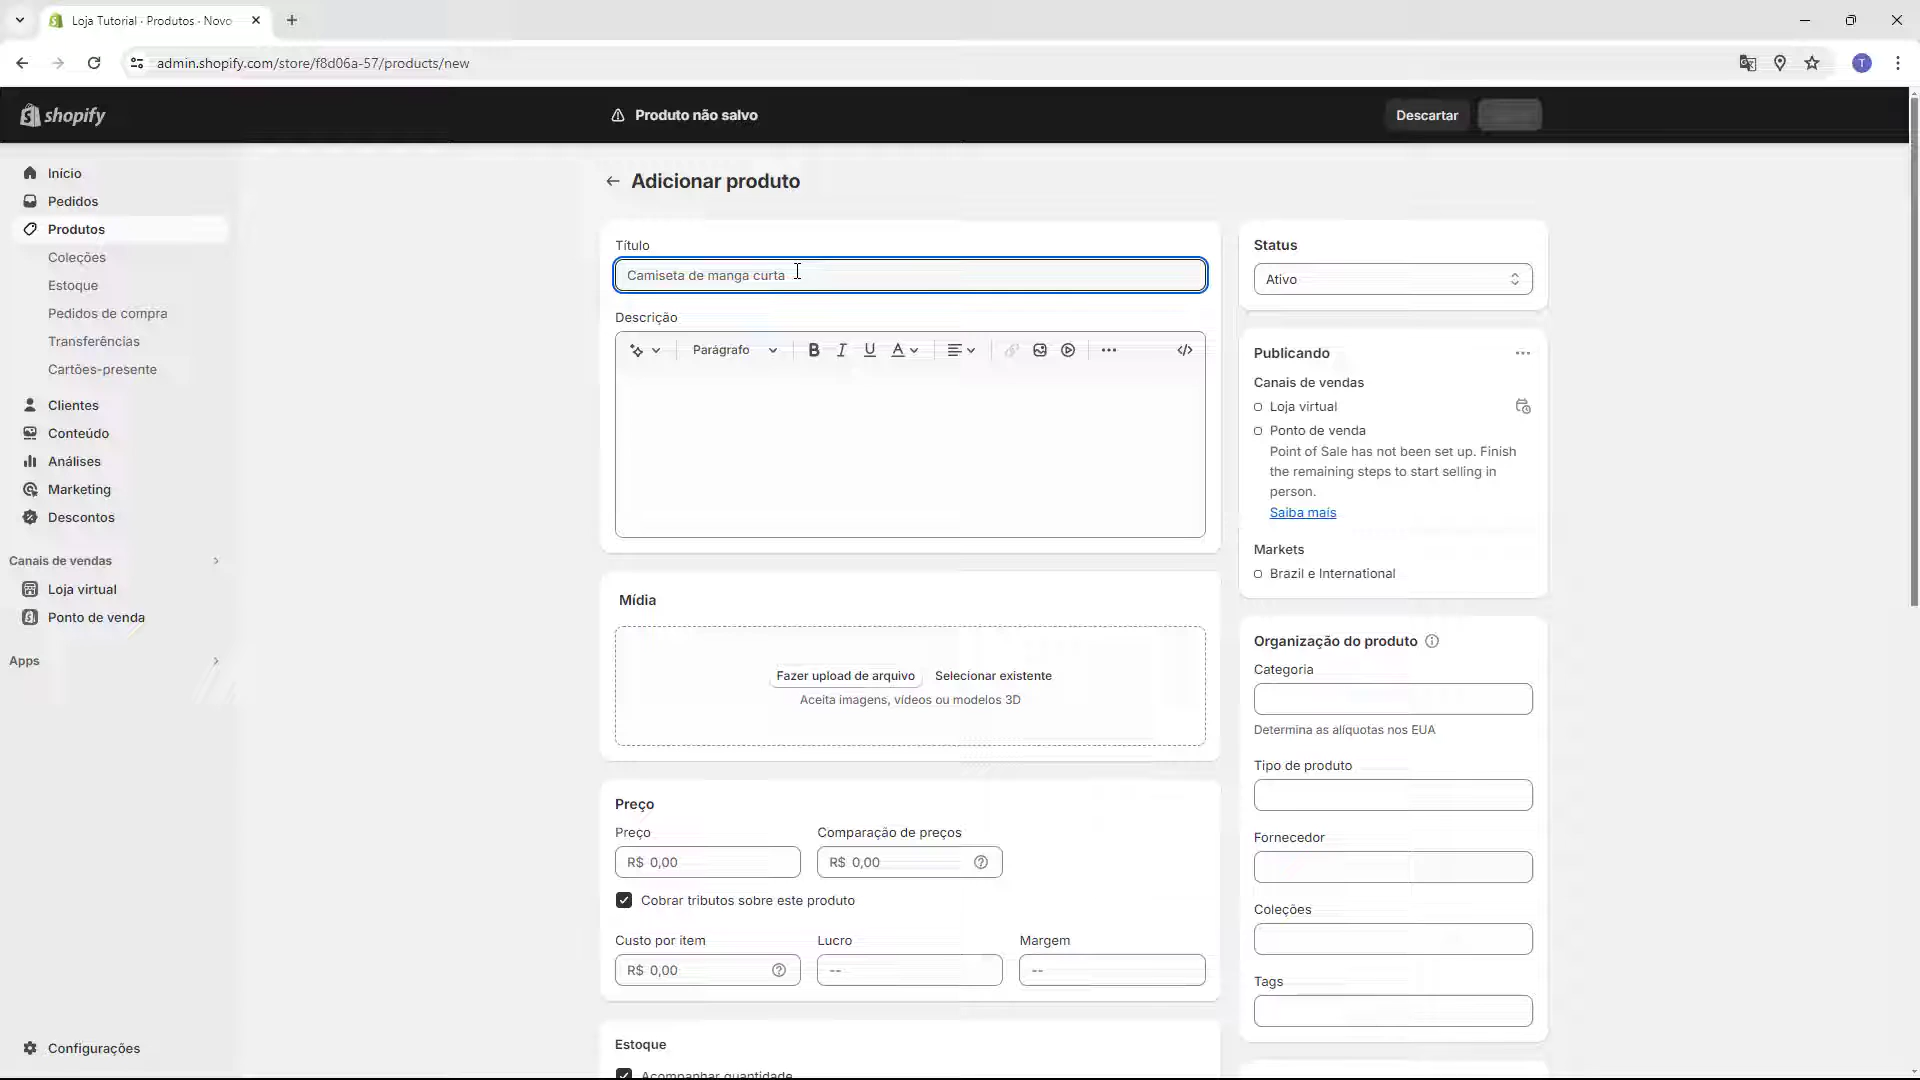 Loja Tutorial · Produtos · Novo
admin.shopify.com/store/f8d06a-57/products/new
T
shopify
Produto não salvo
Descartar
Início
Pedidos
Produtos
Coleções
Estoque
Pedidos de compra
Transferências
Cartões-presente
Clientes
Conteúdo
Análises
Marketing
Descontos
Canais de vendas
Loja virtual
Ponto de venda
Apps
Configurações
Adicionar produto
Título
Camiseta de manga curta
Descrição
Parágrafo
B I U A
Mídia
Fazer upload de arquivo Selecionar existente
Aceita imagens, vídeos ou modelos 3D
Preço
Preço
Comparação de preços
R$ 0,00
R$ 0,00
Cobrar tributos sobre este produto
Custo por item
Lucro
Margem
R$ 0,00
--
--
Estoque
Acompanhar quantidade
Status
Ativo
Publicando
Canais de vendas
Loja virtual
Ponto de venda
Point of Sale has not been set up. Finish
the remaining steps to start selling in
person.
Saiba mais
Markets
Brazil e International
Organização do produto
Categoria
Determina as alíquotas nos EUA
Tipo de produto
Fornecedor
Coleções
Tags